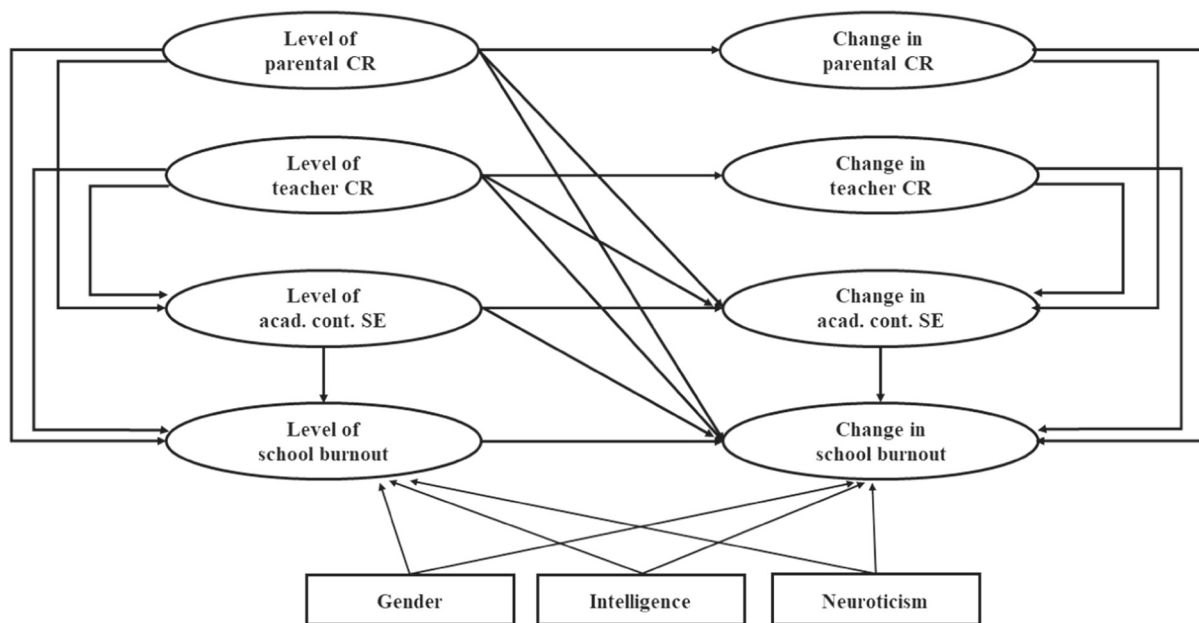 Level of
parental CR
Change in
parental CR
Level of
teacher CR
Change in
teacher CR
Level of
acad. cont. SE
Change in
acad. cont. SE
Level of
school burnout
Change in
school burnout
Gender
Intelligence
Neuroticism